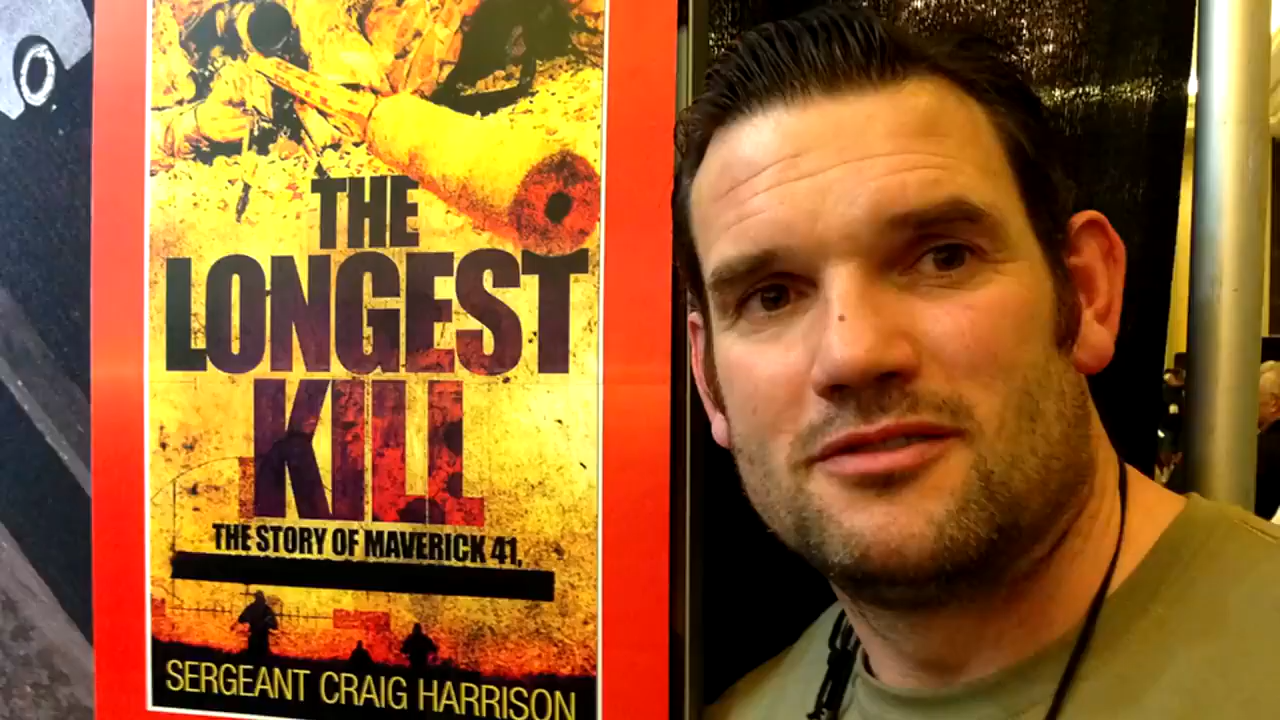 THE
LONGEST
KILL
THE STORY OF MAVERICK 41,
SERGEANT CRAIG HARRISON